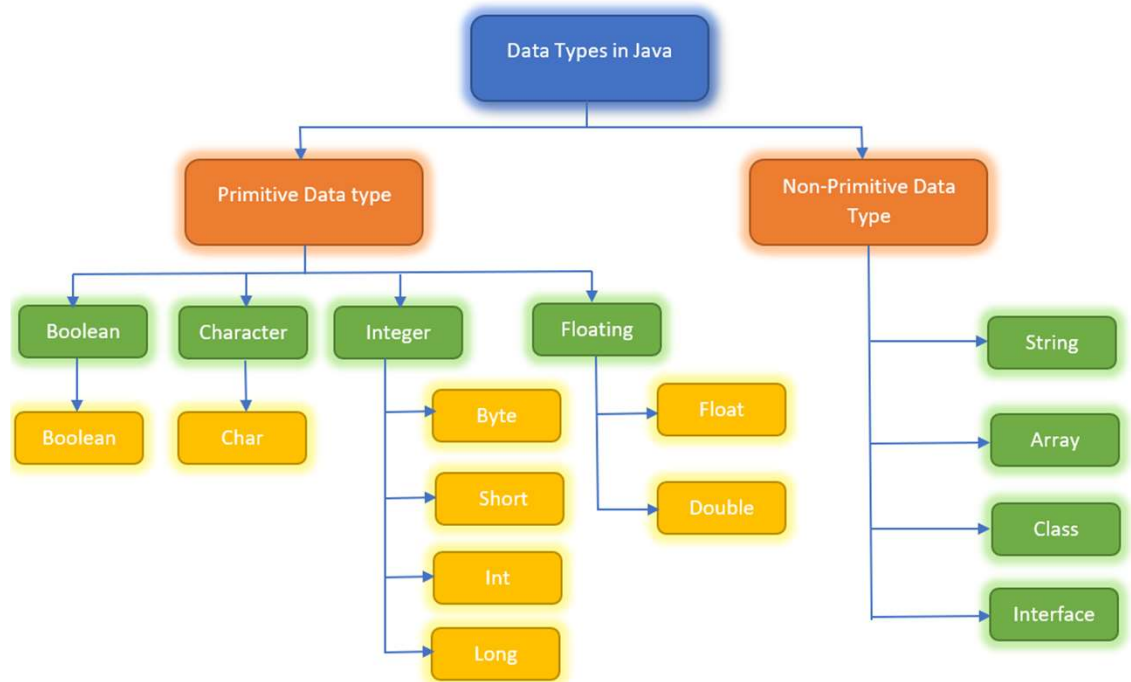 Data Types in Java
Primitive Data type
Non-Primitive Data
Type
Boolean
Character
Integer
Floating
String
Boolean
Char
Byte
Float
Array
Short
Double
Class
Int
Interface
Long